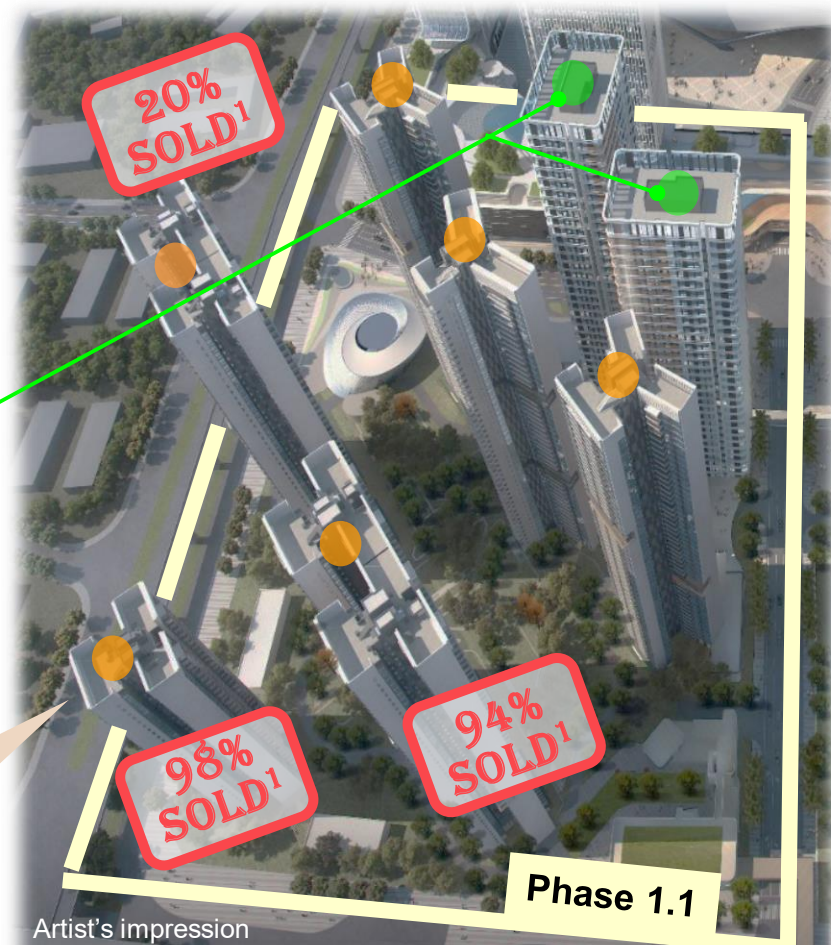 20%
SOLD¹
98%
SOLD¹
94%
SOLD¹
Phase 1.1
Artist’s impression